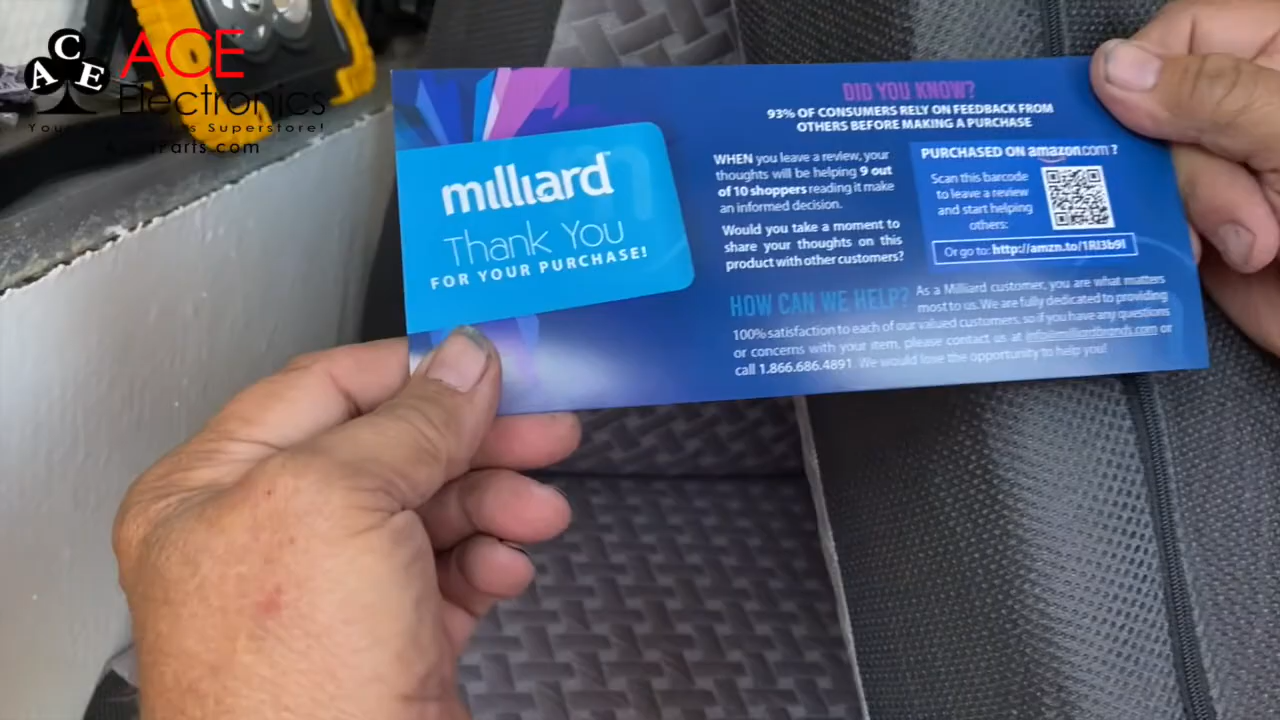 ACE
ACE
Electronics
Superstore!
milliard
Thank You
FOR YOUR PURCHASE!
DID YOU KNOW?
93% OF CONSUMERS RELY ON FEEDBACK FROM
OTHERS BEFORE MAKING A PURCHASE
WHEN you leave a review, your
thoughts will be helping 9 out
of 10 shoppers reading it make
an informed decision.
Would you take a moment to
share your thoughts on this
product with other customers?
PURCHASED ON amazon.com ?
Scan this barcode
to leave a review
and start helping
others:
Or go to: http://amzn.to/1Rl3b9l
HOW CAN WE HELP? As a Milliard customer, you are what matters
most to us. We are fully dedicated to providing
100% satisfaction to each of our valued customers, so if you have any questions
or concerns with your item, please contact us at info@milliardbrands.com or
call 1.866.686.4891. We would love the opportunity to help you!